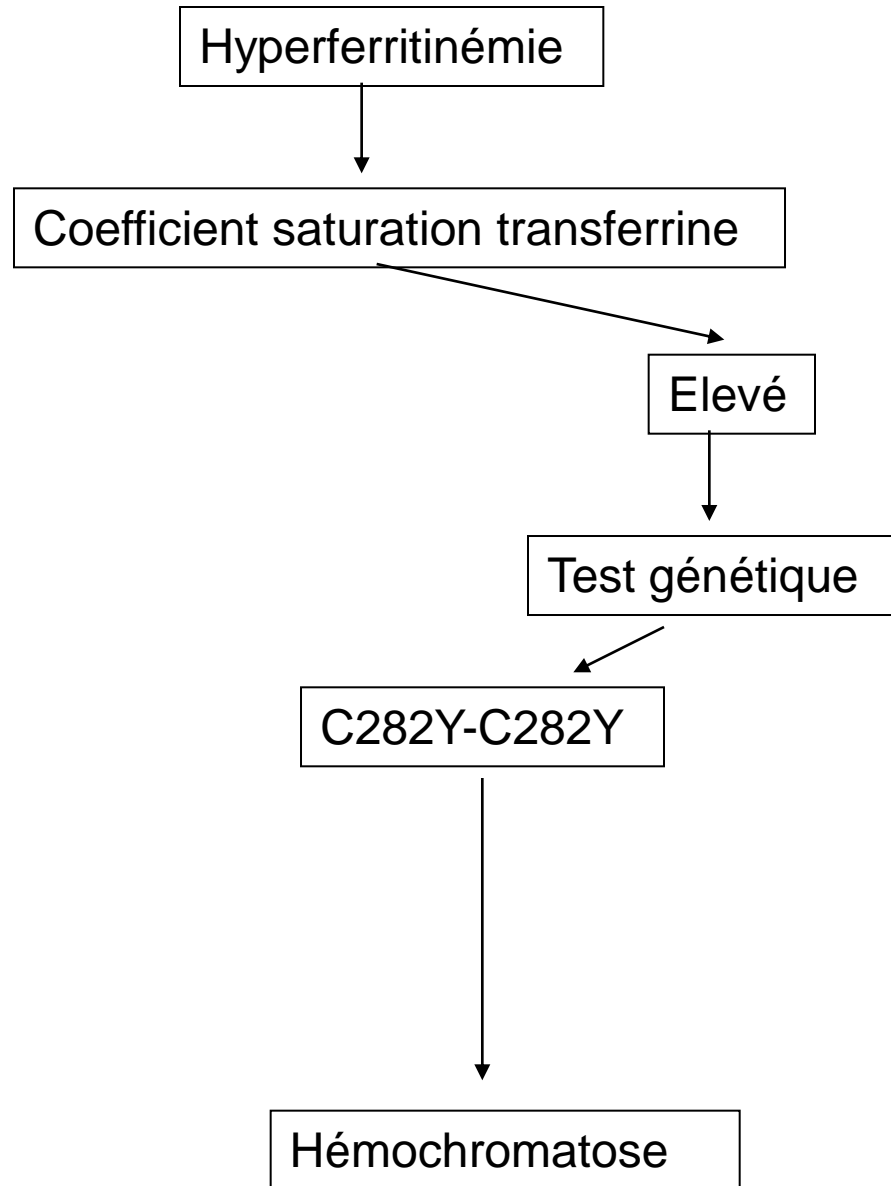 Hyperferritinémie
Coefficient saturation transferrine
Elevé
Test génétique
C282Y-C282Y
Hémochromatose